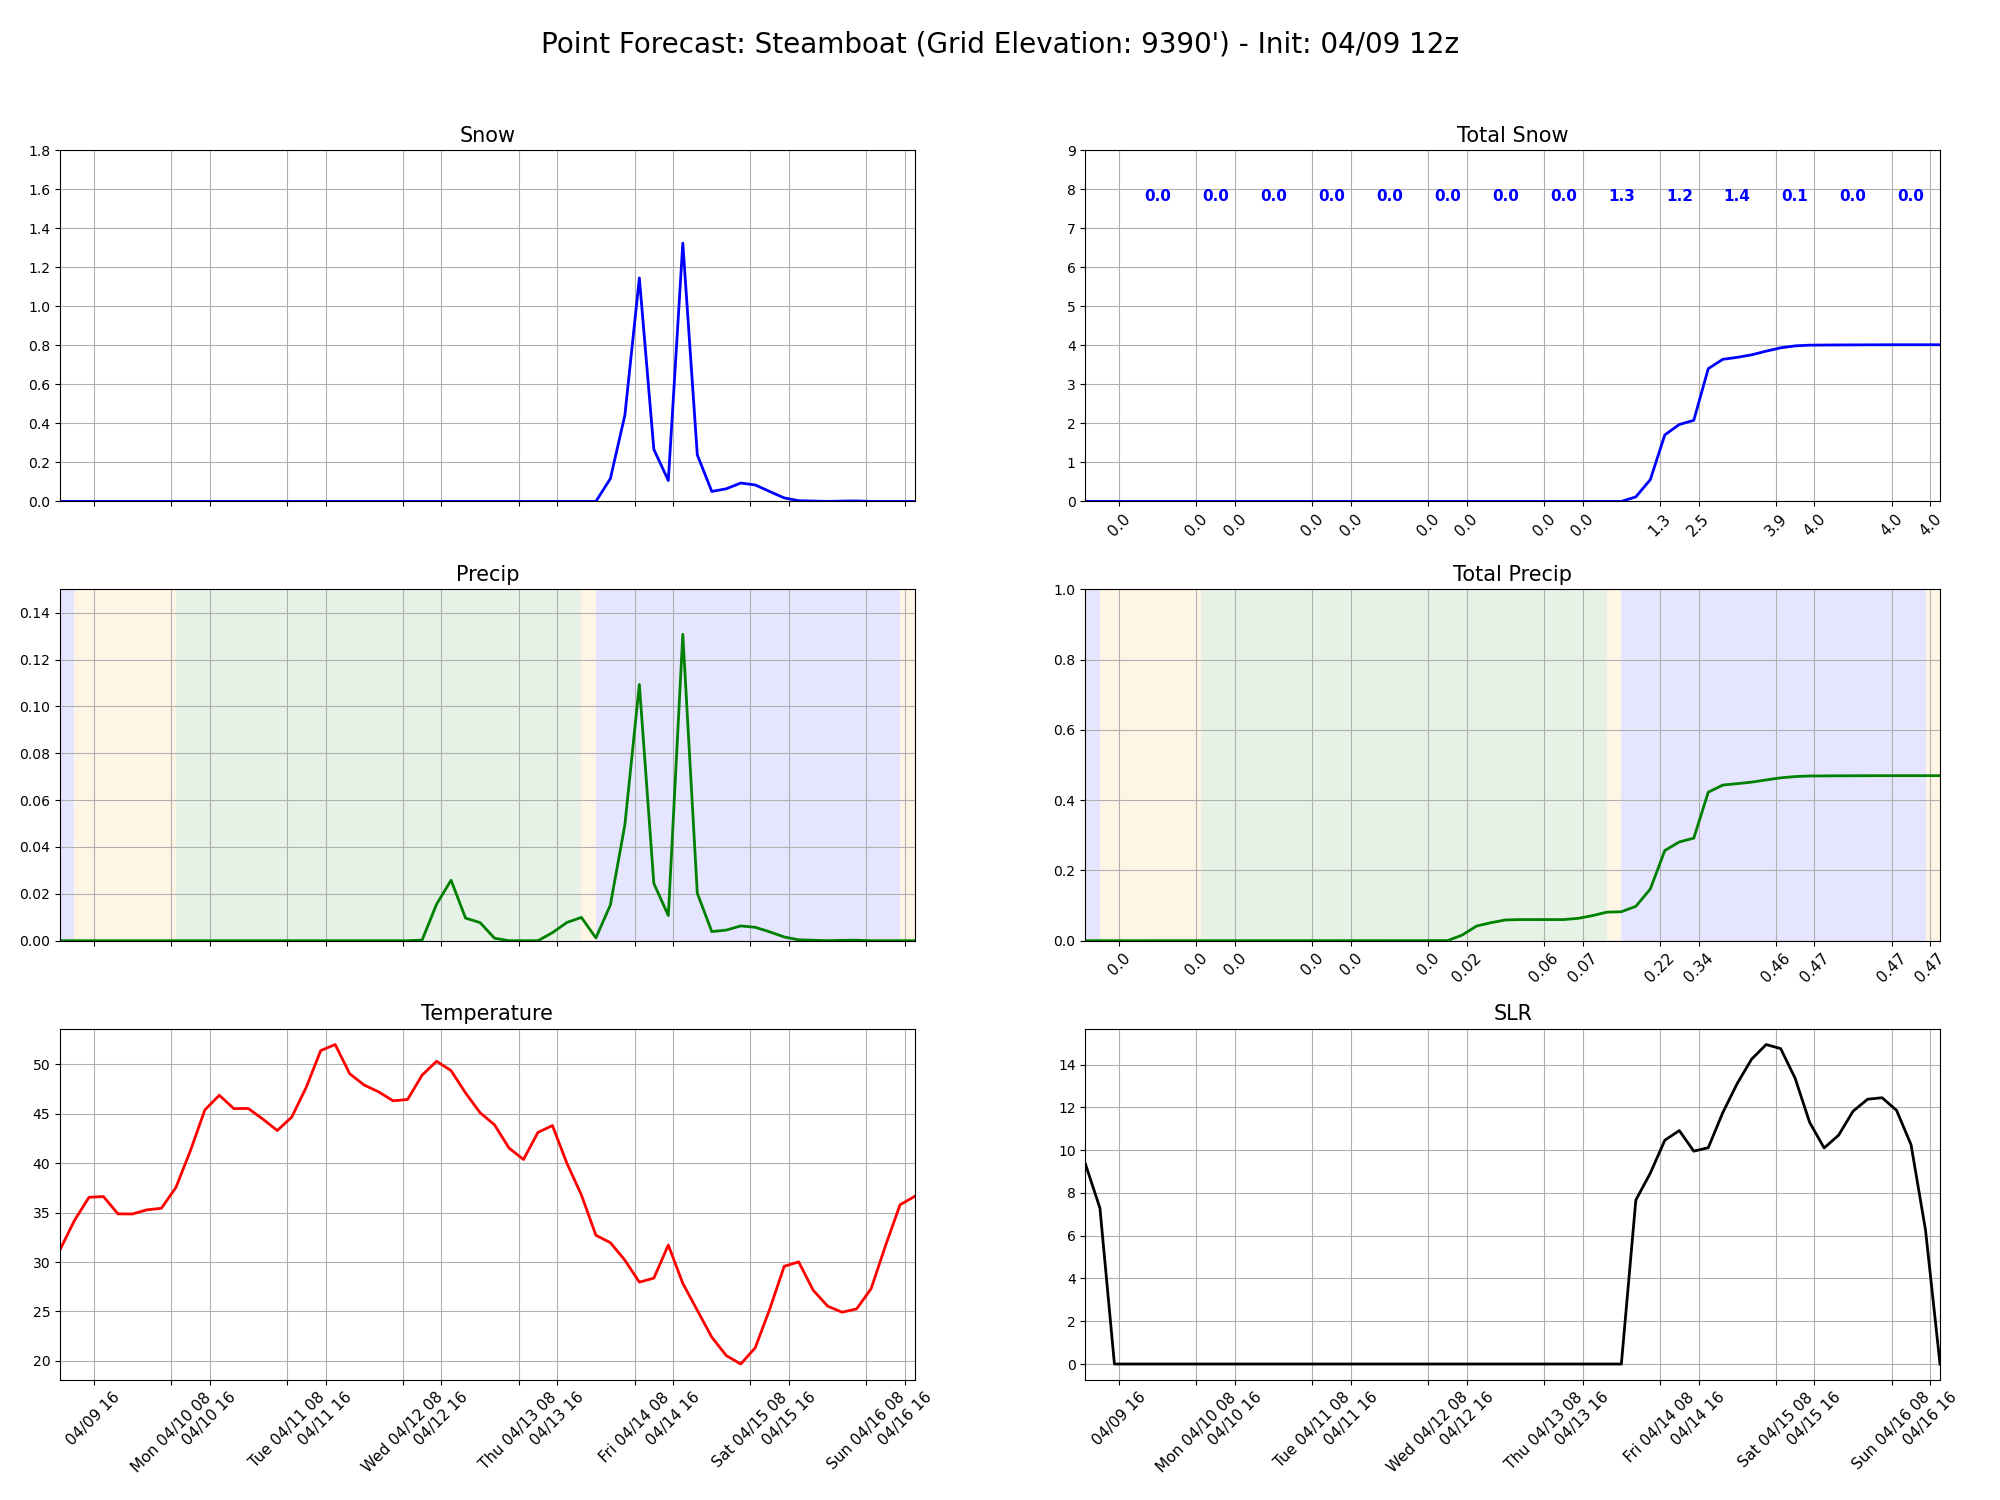 Point Forecast: Steamboat (Grid Elevation: 9390') - Init: 04/09 12z
Snow
1.8
1.6
1.4
1.2
1.0
0.8
0.6
0.4
0.2
0.0
Total Snow
9
8
7
6
5
4
3
2
1
0
0.0 0.0 0.0 0.0 0.0 0.0 0.0 0.0 1.3 1.2 1.4 0.1 0.0 0.0
0.0 0.0 0.0 0.0 0.0 0.0 0.0 0.0 0.0 1.3 2.5 3.9 4.0 4.0 4.0
Precip
0.14
0.12
0.10
0.08
0.06
0.04
0.02
0.00
Total Precip
1.0
0.8
0.6
0.4
0.2
0.0
0.0 0.0 0.0 0.0 0.0 0.0 0.02 0.06 0.07 0.22 0.34 0.46 0.47 0.47 0.47
Temperature
50
45
40
35
30
25
20
04/09 16
Mon 04/10 08
04/10 16
Tue 04/11 08
04/11 16
Wed 04/12 08
04/12 16
Thu 04/13 08
04/13 16
Fri 04/14 08
04/14 16
Sat 04/15 08
04/15 16
Sun 04/16 08
04/16 16
SLR
14
12
10
8
6
4
2
0
04/09 16
Mon 04/10 08
04/10 16
Tue 04/11 08
04/11 16
Wed 04/12 08
04/12 16
Thu 04/13 08
04/13 16
Fri 04/14 08
04/14 16
Sat 04/15 08
04/15 16
Sun 04/16 08
04/16 16